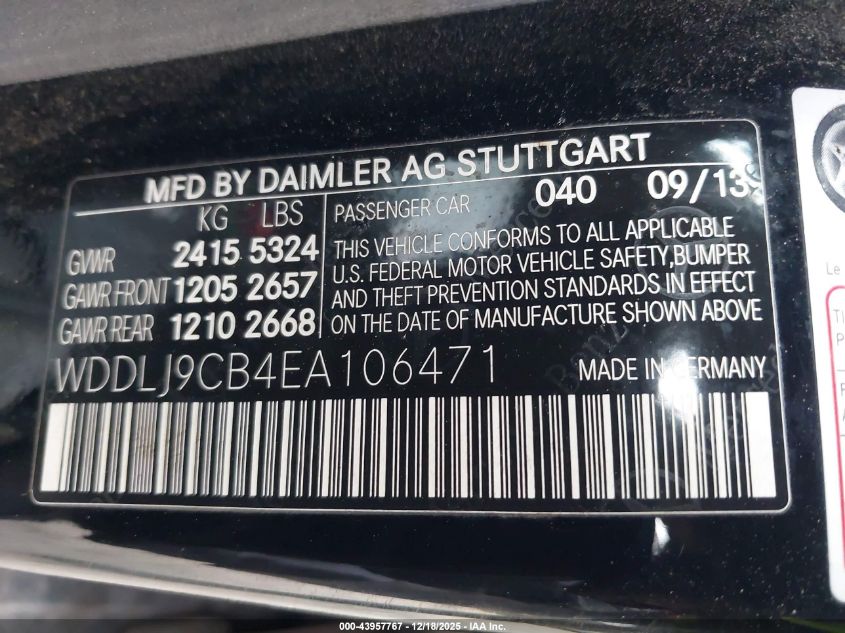 MFD BY DAIMLER AG STUTTGART
KG LBS
GVWR 2415 5324
GAWR FRONT 1205 2657
GAWR REAR 1210 2668
PASSENGER CAR 040 09/13
THIS VEHICLE CONFORMS TO ALL APPLICABLE
U.S. FEDERAL MOTOR VEHICLE SAFETY,BUMPER
AND THEFT PREVENTION STANDARDS IN EFFECT
ON THE DATE OF MANUFACTURE SHOWN ABOVE
WDDLJ9CB4EA106471 MADE IN GERMANY
Le
000-43957767 - 12/18/2025 - © IAA Inc.